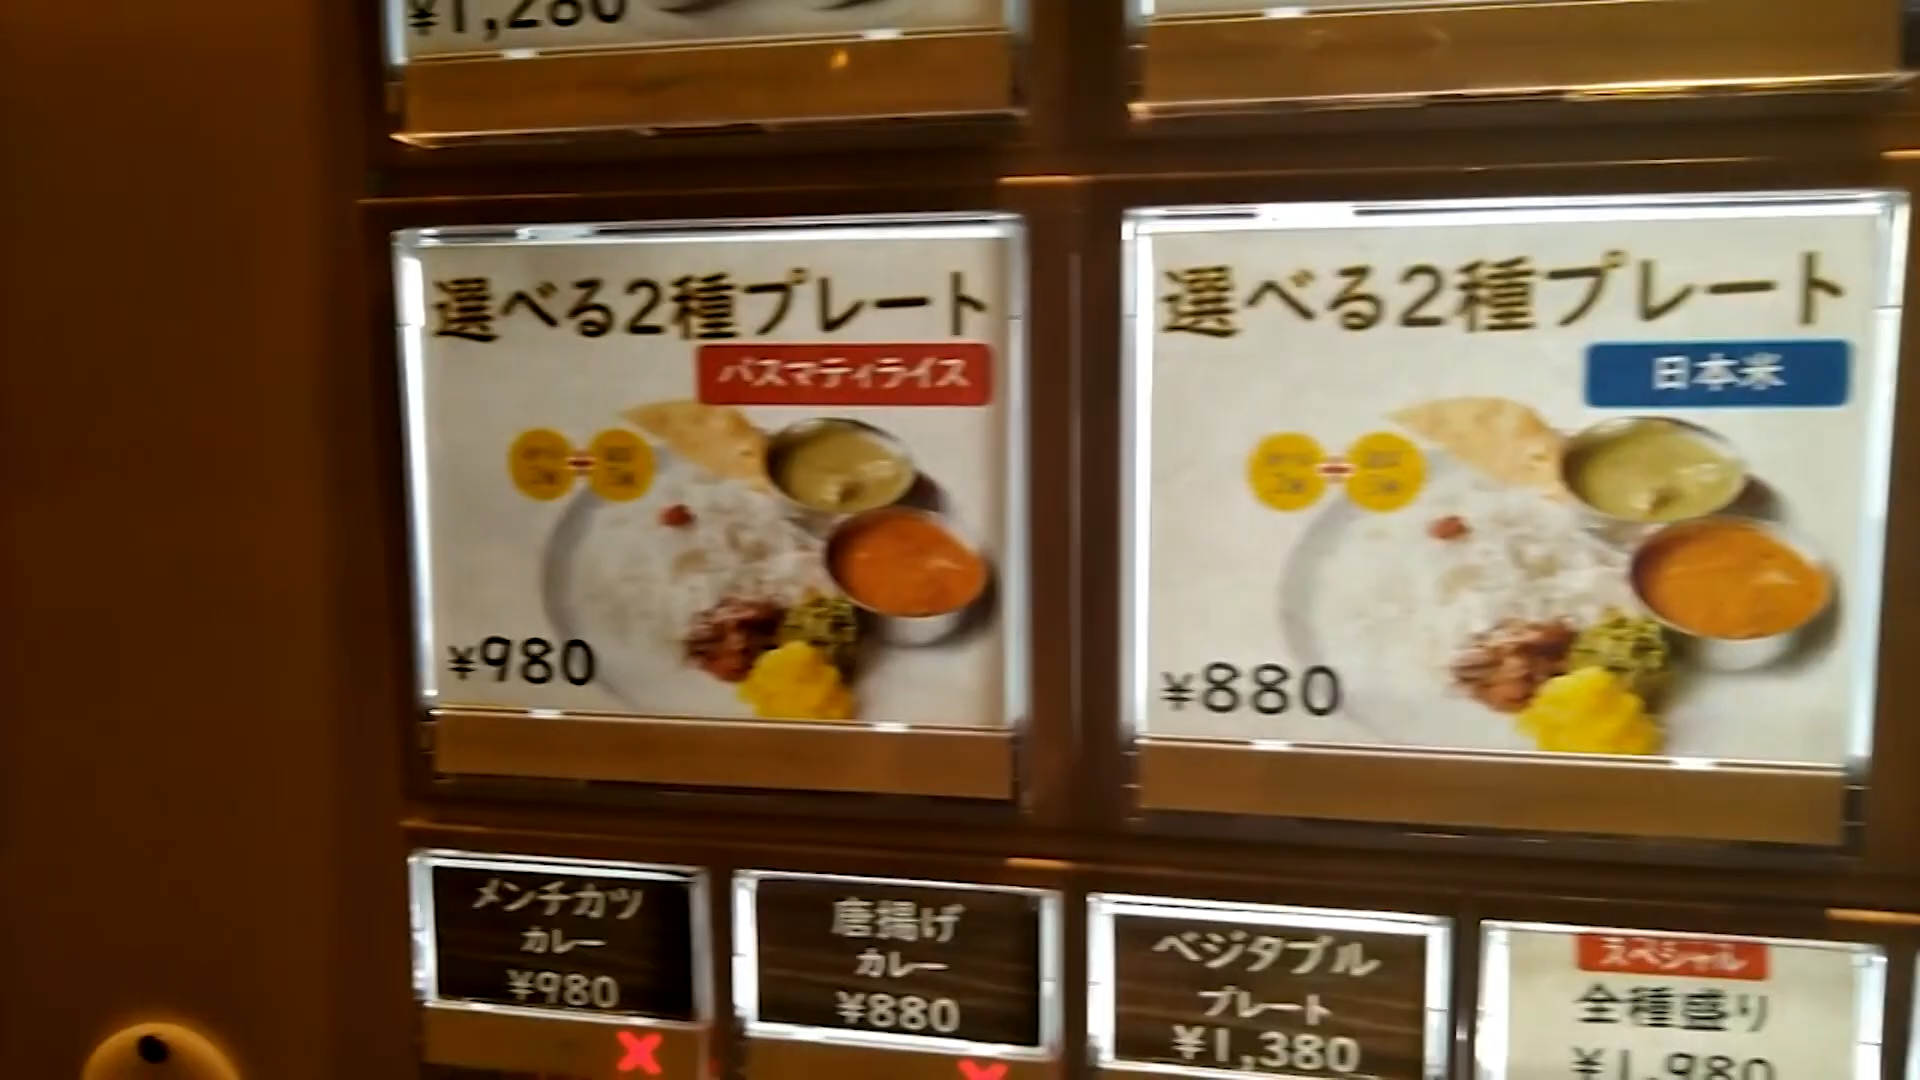 ¥1,280
選べる2種プレート
バスマティライス
¥980
選べる2種プレート
日本米
¥880
メンチカツ
カレー
¥980
唐揚げ
カレー
¥880
ベジタブル
プレート
¥1,380
スペシャル
全種盛り
¥1,980